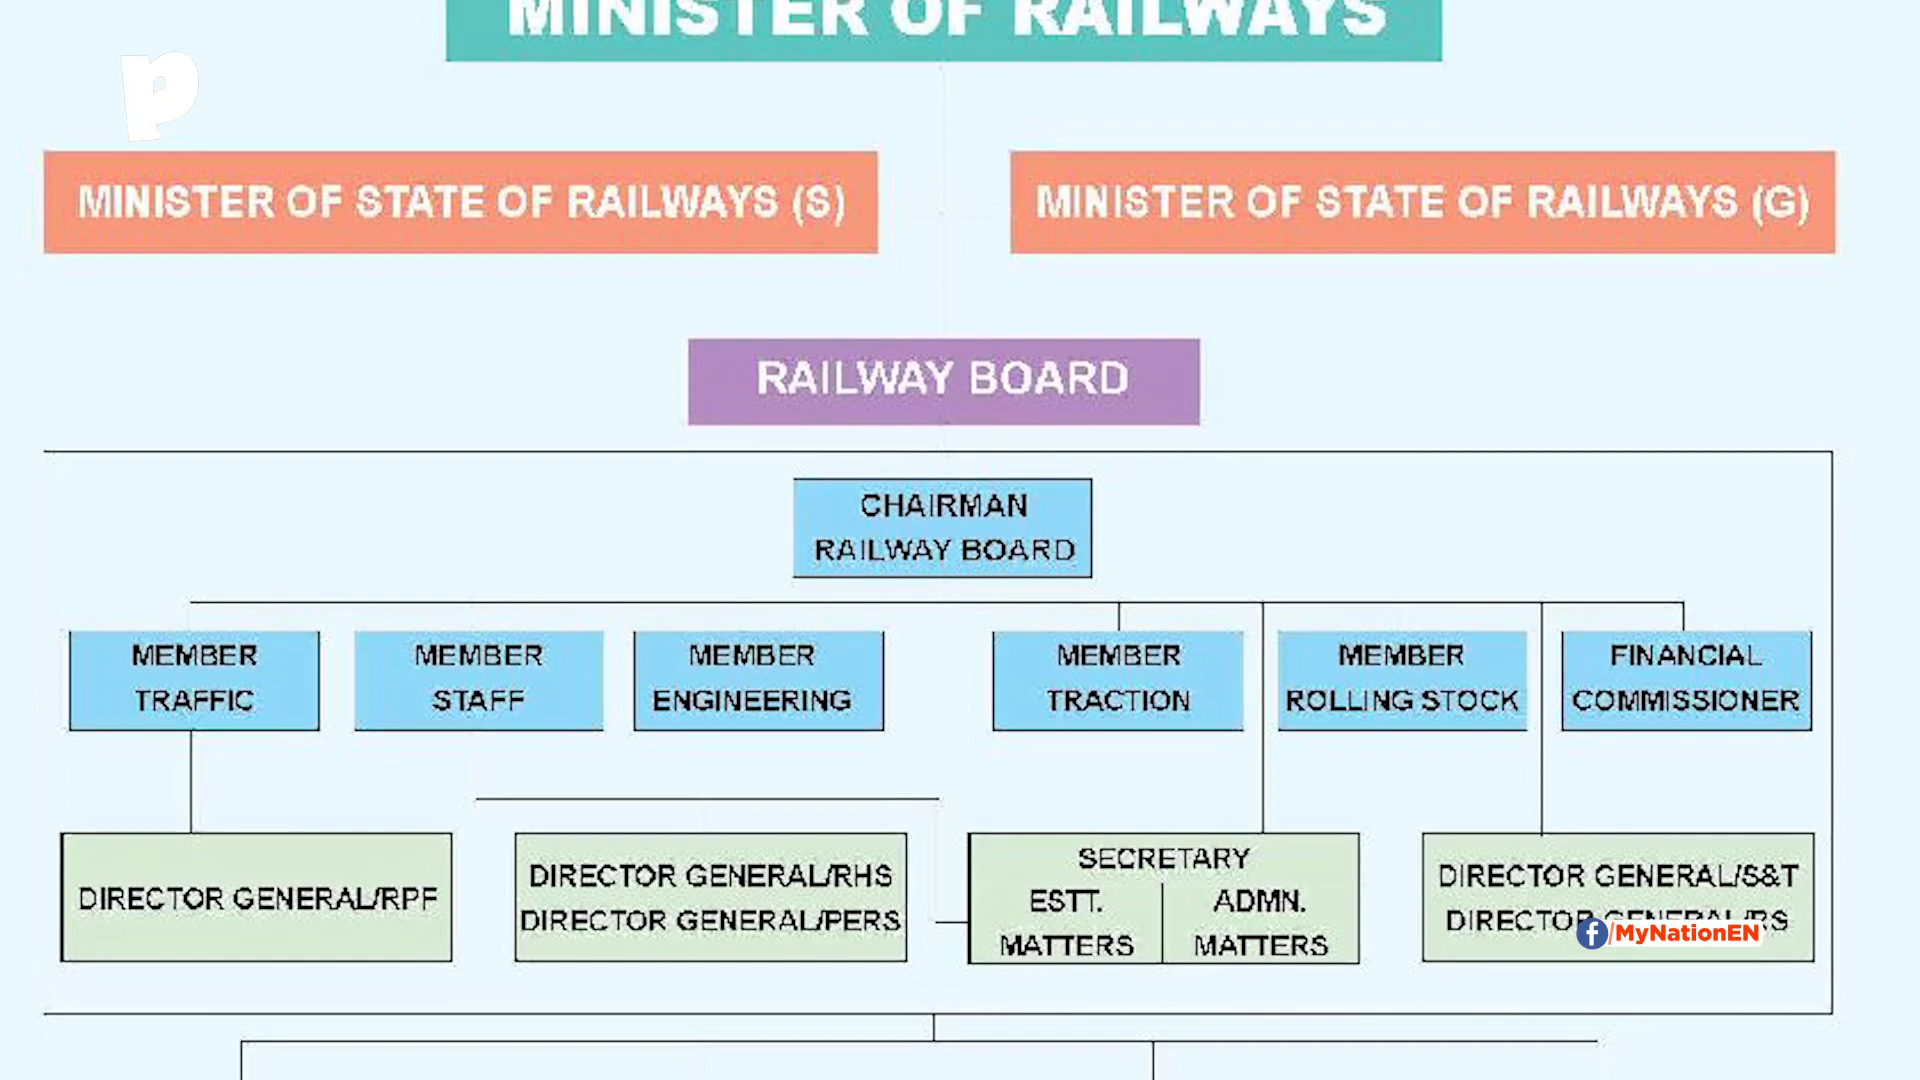 MINISTER OF RAILWAYS
p
MINISTER OF STATE OF RAILWAYS (S)
MINISTER OF STATE OF RAILWAYS (G)
RAILWAY BOARD
CHAIRMAN
RAILWAY BOARD
MEMBER
TRAFFIC
MEMBER
STAFF
MEMBER
ENGINEERING
MEMBER
TRACTION
MEMBER
ROLLING STOCK
FINANCIAL
COMMISSIONER
DIRECTOR GENERAL/RPF
DIRECTOR GENERAL/RHS
DIRECTOR GENERAL/PERS
SECRETARY
ESTT.
MATTERS
ADMN.
MATTERS
DIRECTOR GENERAL/S&T
DIRECTOR GENERAL/RS
f/MyNationEN